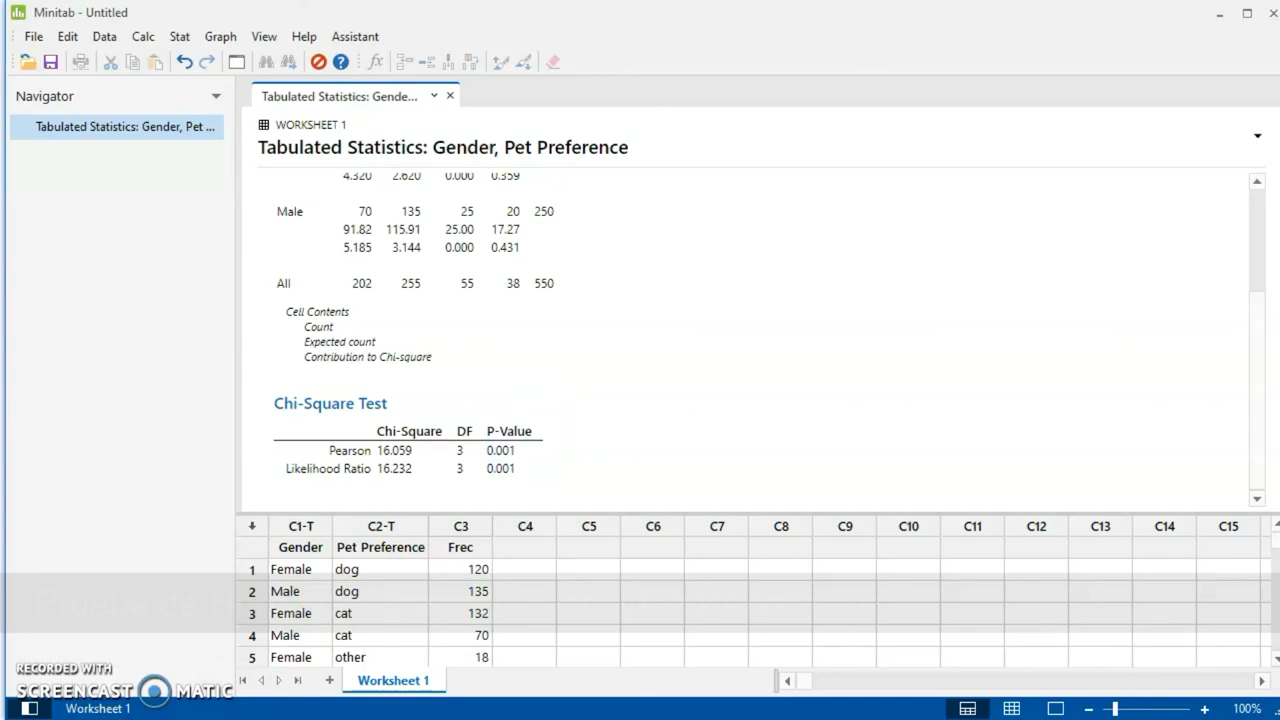 Minitab - Untitled
File Edit Data Calc Stat Graph View Help Assistant
Navigator
Tabulated Statistics: Gender, Pet ...
Tabulated Statistics: Gende...
WORKSHEET 1
Tabulated Statistics: Gender, Pet Preference
4.320 2.620 0.000 0.359
Male 70 135 25 20 250
91.82 115.91 25.00 17.27
5.185 3.144 0.000 0.431
All 202 255 55 38 550
Cell Contents
Count
Expected count
Contribution to Chi-square
Chi-Square Test
Chi-Square DF P-Value
Pearson 16.059 3 0.001
Likelihood Ratio 16.232 3 0.001
C1-T C2-T C3 C4 C5 C6 C7 C8 C9 C10 C11 C12 C13 C14 C15
Gender Pet Preference Frec
1 Female dog 120
2 Male dog 135
3 Female cat 132
4 Male cat 70
5 Female other 18
RECORDED WITH
SCREENCAST MATIC
Worksheet 1
Worksheet 1
100%